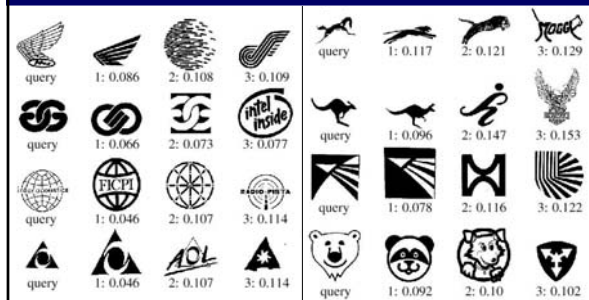 query 1: 0.086 2: 0.108 3: 0.109
intel
inside
query 1: 0.066 2: 0.073 3: 0.077
FICPI
query 1: 0.046 2: 0.107 3: 0.114
AOL
query 1: 0.046 2: 0.107 3: 0.114
query 1: 0.117 2: 0.121 3: 0.129
query 1: 0.096 2: 0.147 3: 0.153
query 1: 0.078 2: 0.116 3: 0.122
query 1: 0.092 2: 0.10 3: 0.102